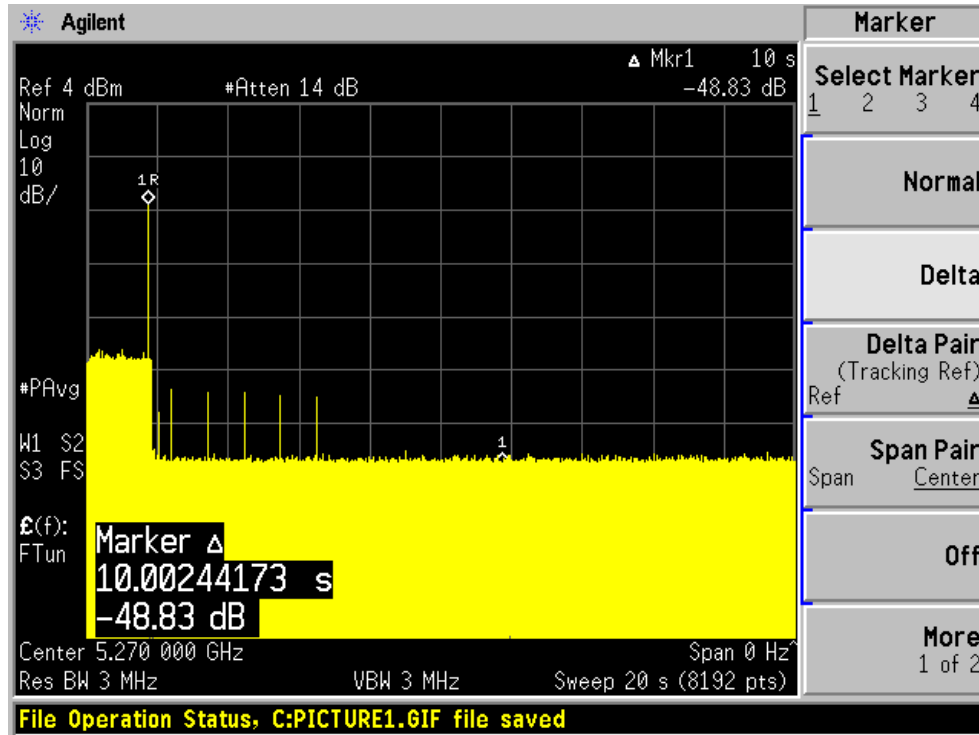 Agilent
Marker
Δ Mkr1 10 s
Ref 4 dBm #Atten 14 dB -48.83 dB
Norm
Log
10
dB/
1R
#PAvg
1
W1 S2
S3 FS
£(f):
FTun
Marker Δ
10.00244173 s
-48.83 dB
Center 5.270 000 GHz Span 0 Hz^
Res BW 3 MHz VBW 3 MHz Sweep 20 s (8192 pts)
File Operation Status, C:PICTURE1.GIF file saved
Select Marker
1 2 3 4
Normal
Delta
Delta Pair
(Tracking Ref)
Ref Δ
Span Pair
Span Center
Off
More
1 of 2